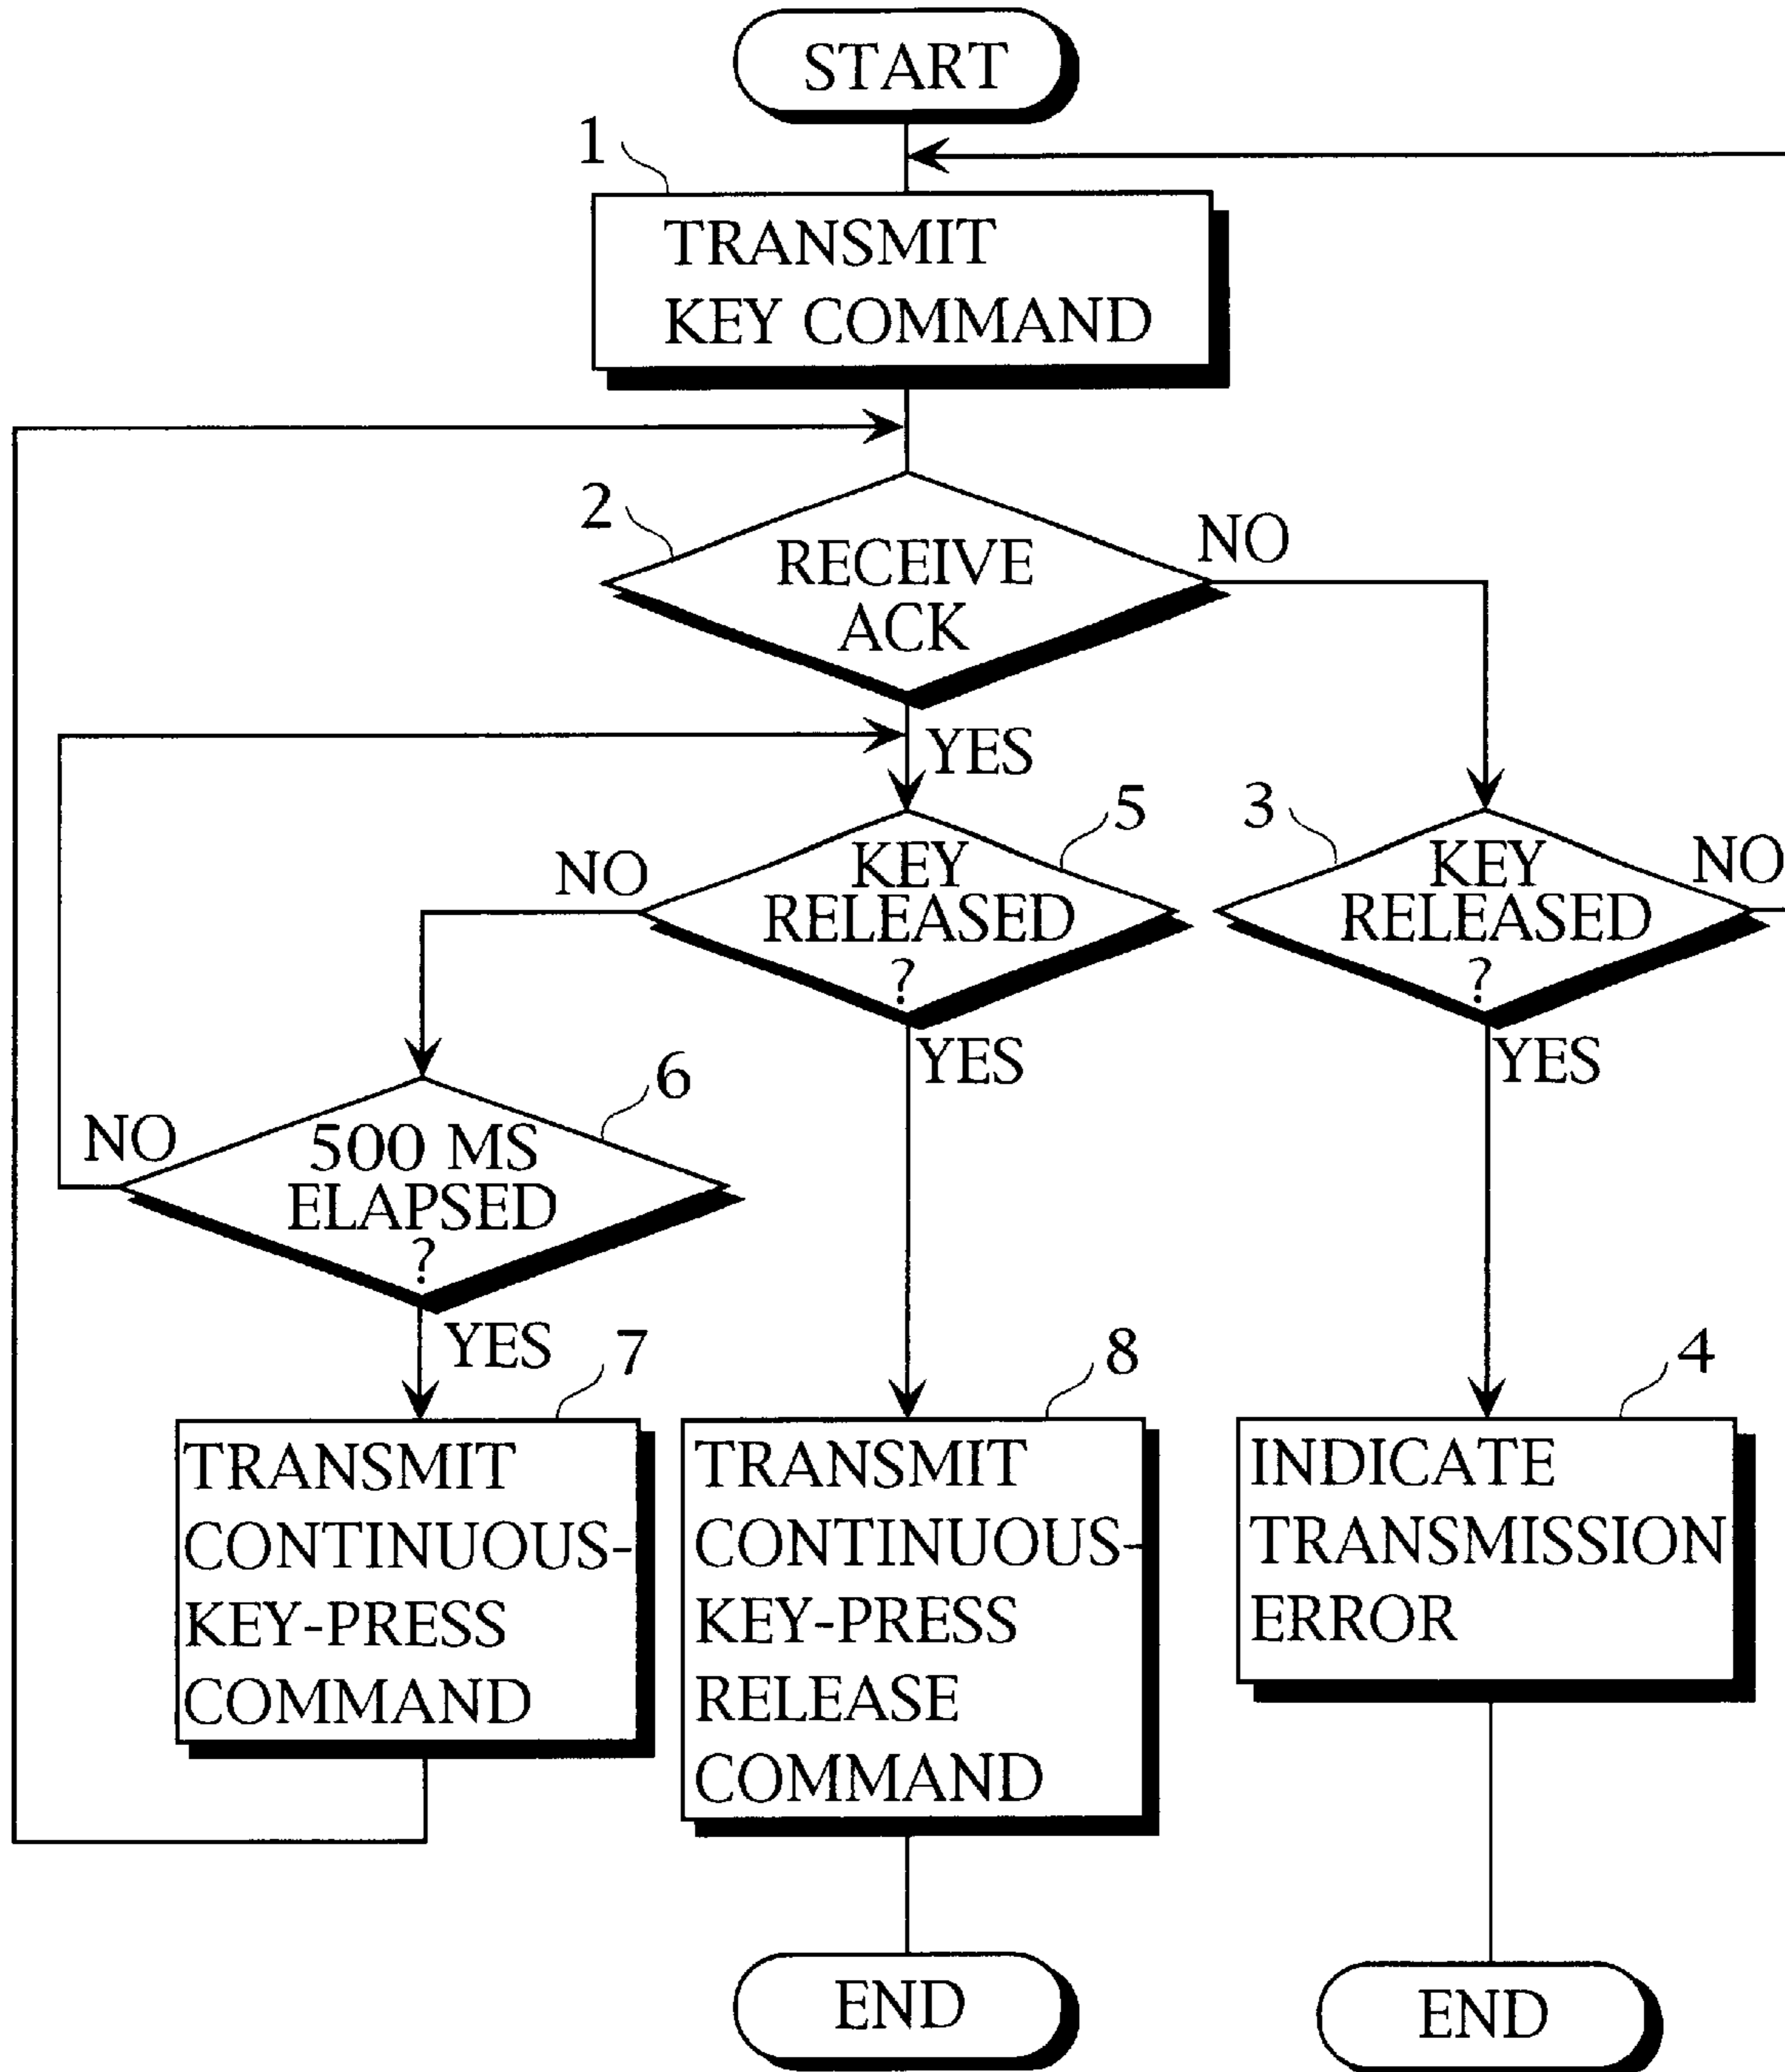 START
1
TRANSMIT
KEY COMMAND
2
RECEIVE
ACK
NO
YES
5
KEY
RELEASED
?
NO
YES
3
KEY
RELEASED
?
NO
YES
6
500 MS
ELAPSED
?
NO
YES
7
TRANSMIT
CONTINUOUS-
KEY-PRESS
COMMAND
8
TRANSMIT
CONTINUOUS-
KEY-PRESS
RELEASE
COMMAND
4
INDICATE
TRANSMISSION
ERROR
END
END